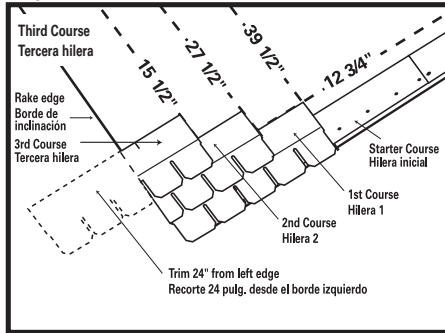 Third Course
Tercera hilera
15 1/2"
27 1/2"
39 1/2"
12 3/4"
Rake edge
Borde de
inclinación
3rd Course
Tercera hilera
Starter Course
Hilera inicial
1st Course
Hilera 1
2nd Course
Hilera 2
Trim 24" from left edge
Recorte 24 pulg. desde el borde izquierdo